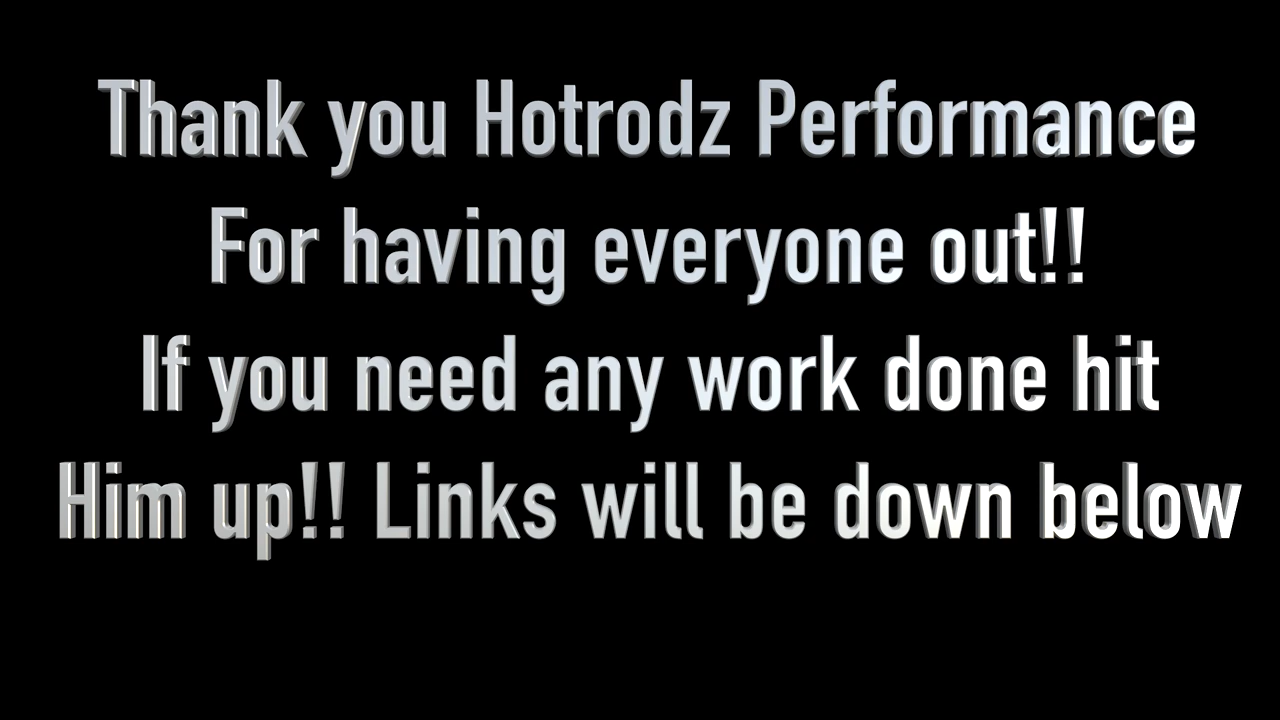 Thank you Hotrodz Performance
For having everyone out!!
If you need any work done hit
Him up!! Links will be down below